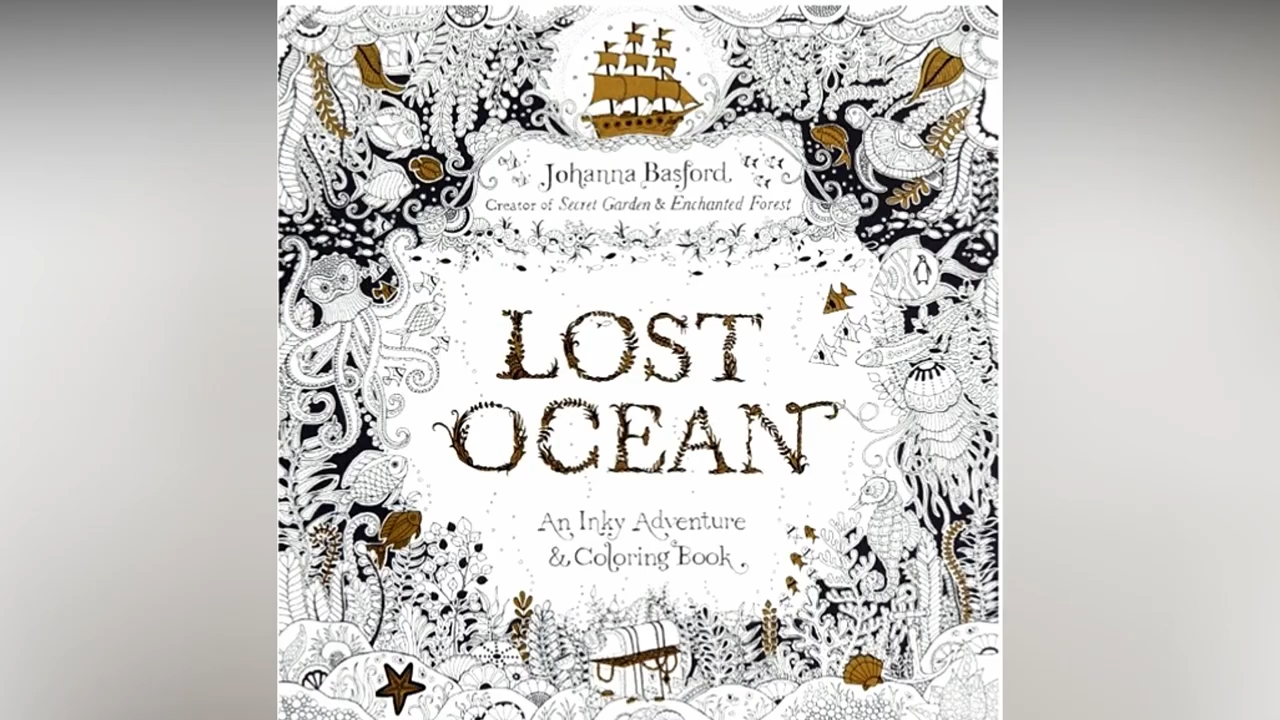 Johanna Basford
Creator of Secret Garden & Enchanted Forest
LOST
OCEAN
An Inky Adventure
& Coloring Book